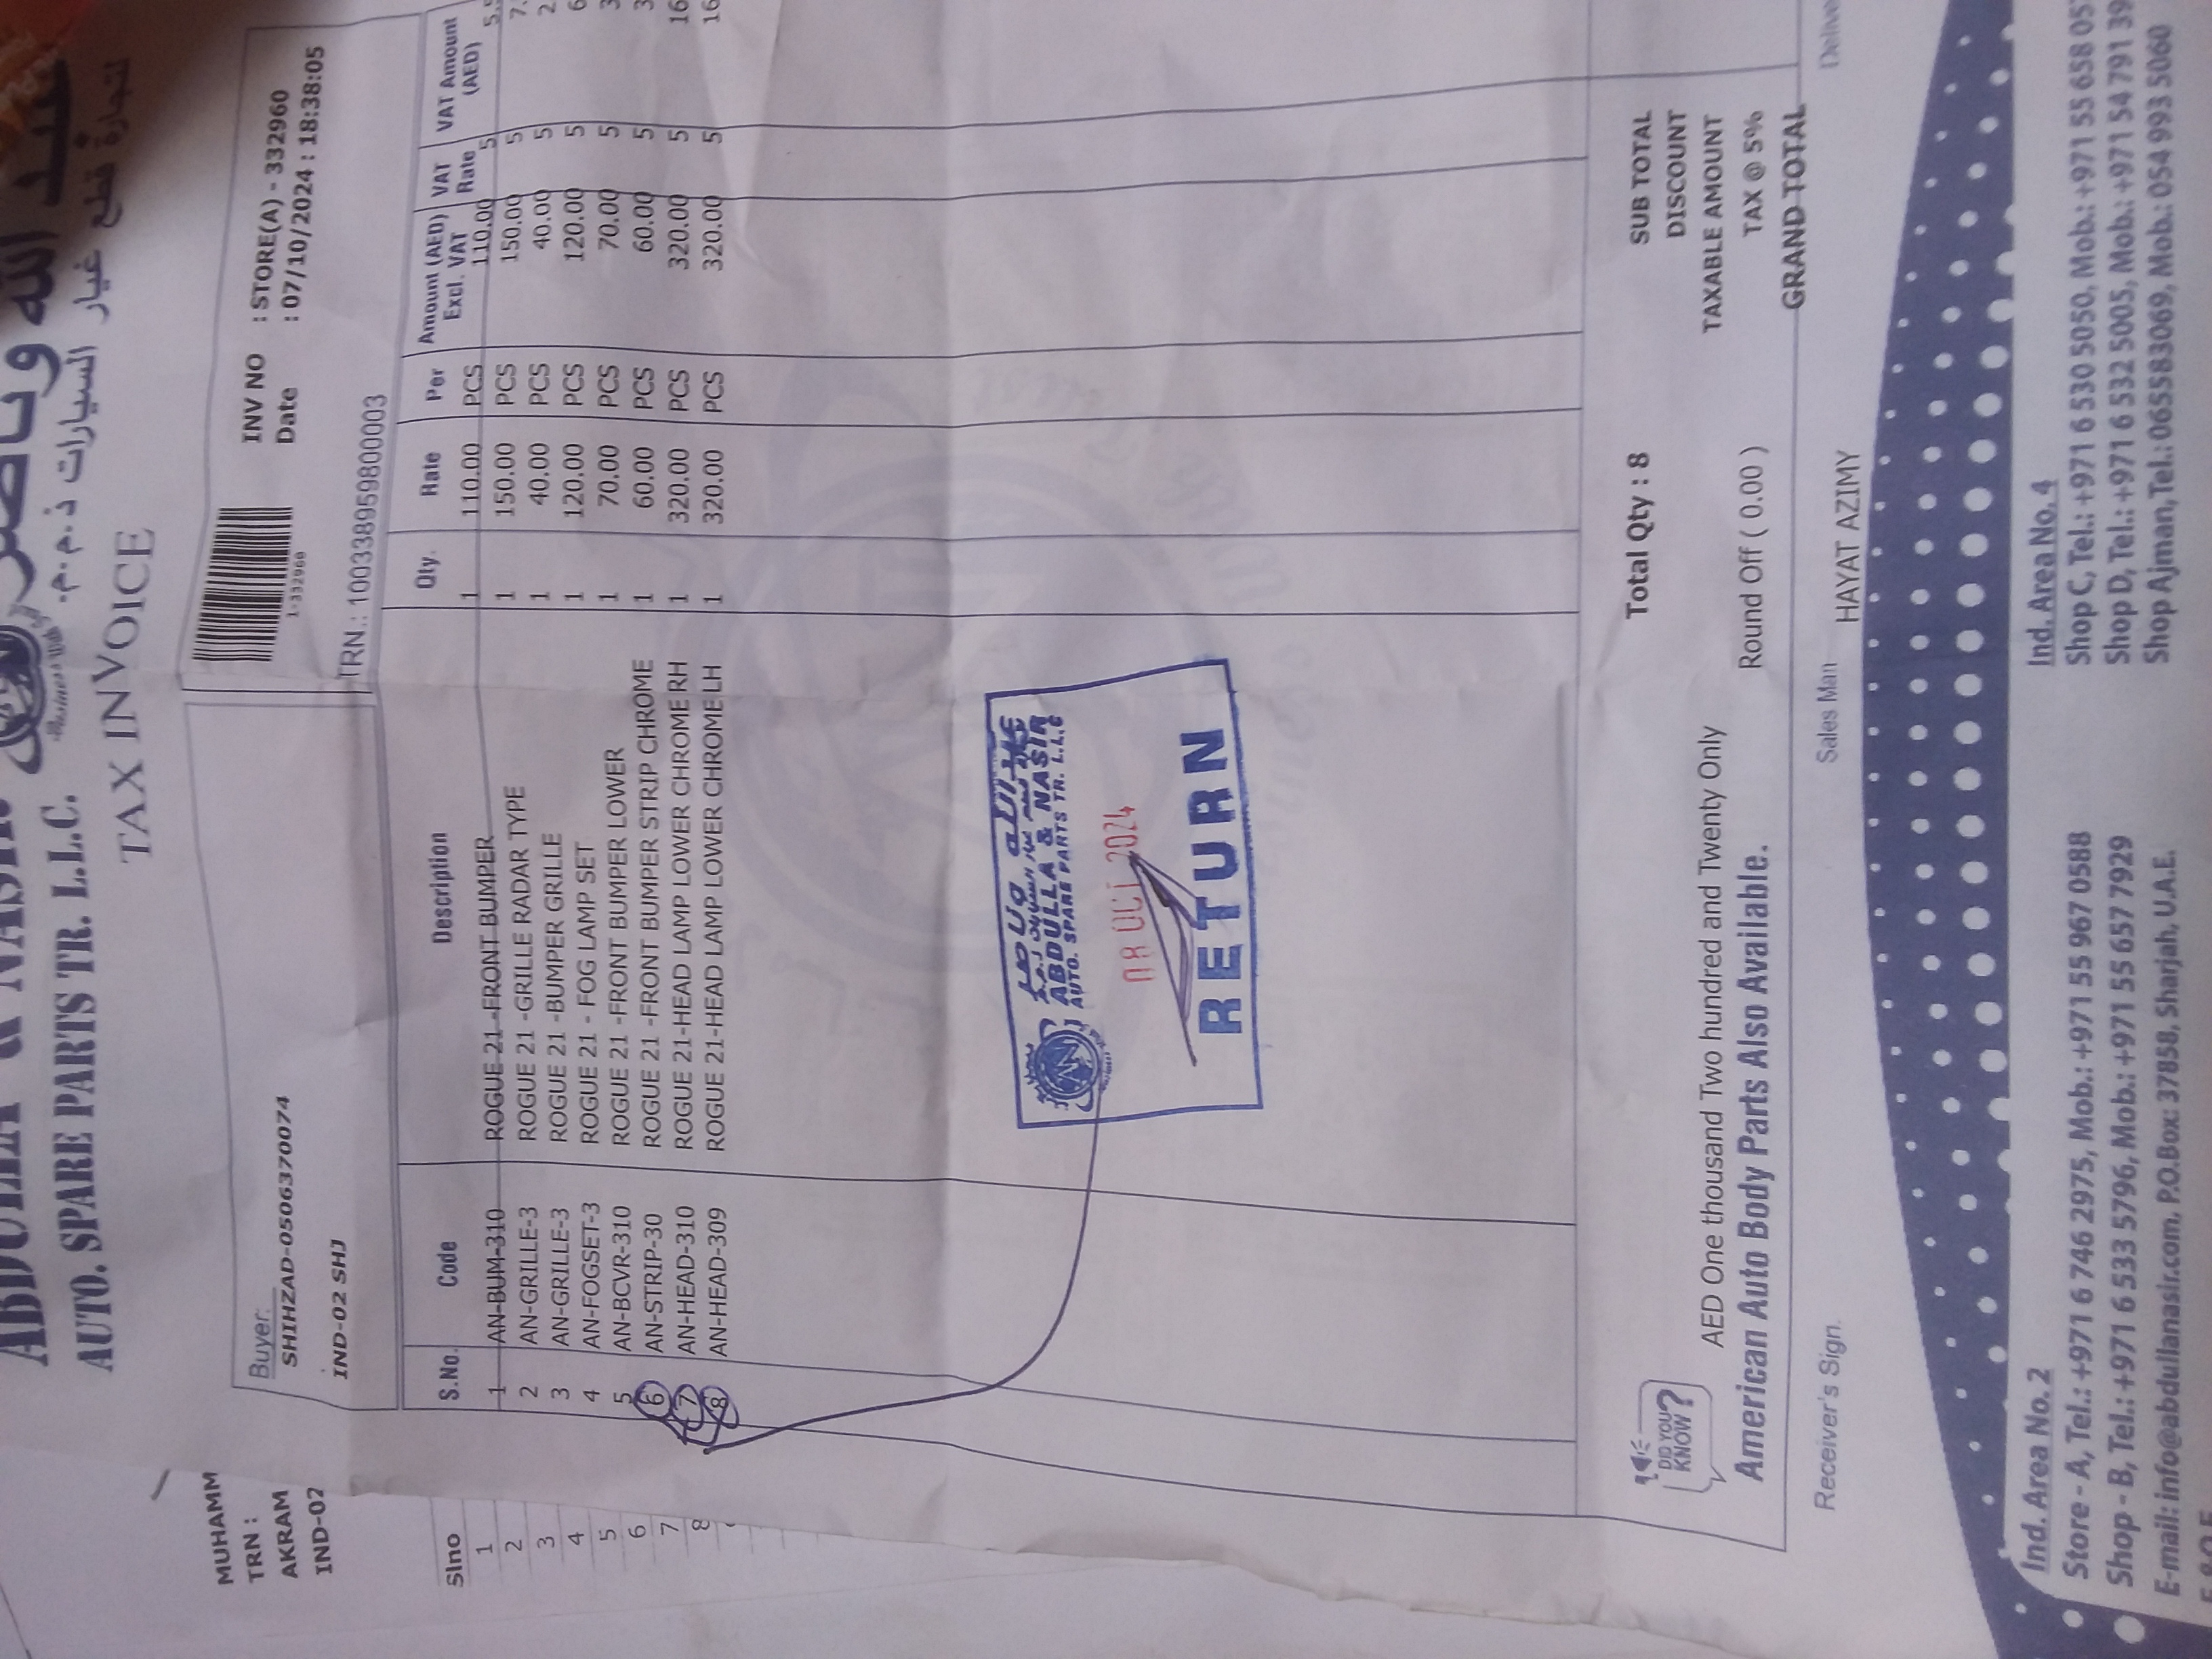 عبد الله وناصر
لتجارة قطع غيار السيارات ذ.م.م.
ABDULLA & NASIR
AUTO. SPARE PARTS TR. L.L.C.
TAX INVOICE
Buyer:
SHIHZAD-0506370074
IND-02 SHJ
1-332960
INV NO : STORE(A) - 332960
Date : 07/10/2024 : 18:38:05
TRN.: 100338959800003
S.No. Code Description Qty. Rate Per Amount (AED) Excl. VAT VAT Rate VAT Amount (AED)
1 AN-BUM-310 ROGUE 21 -FRONT BUMPER 1 110.00 PCS 110.00 5
2 AN-GRILLE-3 ROGUE 21 -GRILLE RADAR TYPE 1 150.00 PCS 150.00 5
3 AN-GRILLE-3 ROGUE 21 -BUMPER GRILLE 1 40.00 PCS 40.00 5
4 AN-FOGSET-3 ROGUE 21 - FOG LAMP SET 1 120.00 PCS 120.00 5
5 AN-BCVR-310 ROGUE 21 -FRONT BUMPER LOWER 1 70.00 PCS 70.00 5
6 AN-STRIP-30 ROGUE 21 -FRONT BUMPER STRIP CHROME 1 60.00 PCS 60.00 5
7 AN-HEAD-310 ROGUE 21-HEAD LAMP LOWER CHROME RH 1 320.00 PCS 320.00 5 16
8 AN-HEAD-309 ROGUE 21-HEAD LAMP LOWER CHROME LH 1 320.00 PCS 320.00 5 16
ABDULLA & NASIR
AUTO. SPARE PARTS TR. L.L.C
08 OCT 2024
RETURN
Total Qty : 8
SUB TOTAL
DISCOUNT
TAXABLE AMOUNT
TAX @ 5%
GRAND TOTAL
DID YOU KNOW?
AED One thousand Two hundred and Twenty Only
American Auto Body Parts Also Available.
Round Off ( 0.00 )
Receiver's Sign.
Sales Man
HAYAT AZIMY
Ind. Area No. 2
Store - A, Tel.: +971 6 746 2975, Mob.: +971 55 967 0588
Shop - B, Tel.: +971 6 533 5796, Mob.: +971 55 657 7929
E-mail: info@abdullanasir.com, P.O.Box: 37858, Sharjah, U.A.E.
Ind. Area No. 4
Shop C, Tel.: +971 6 530 5050, Mob.: +971 55 658 05
Shop D, Tel.: +971 6 532 5005, Mob.: +971 54 791 39
Shop Ajman, Tel.: 065583069, Mob.: 054 993 5060
MUHAMM
TRN :
AKRAM
IND-02
Slno
1
2
3
4
5
6
7
8